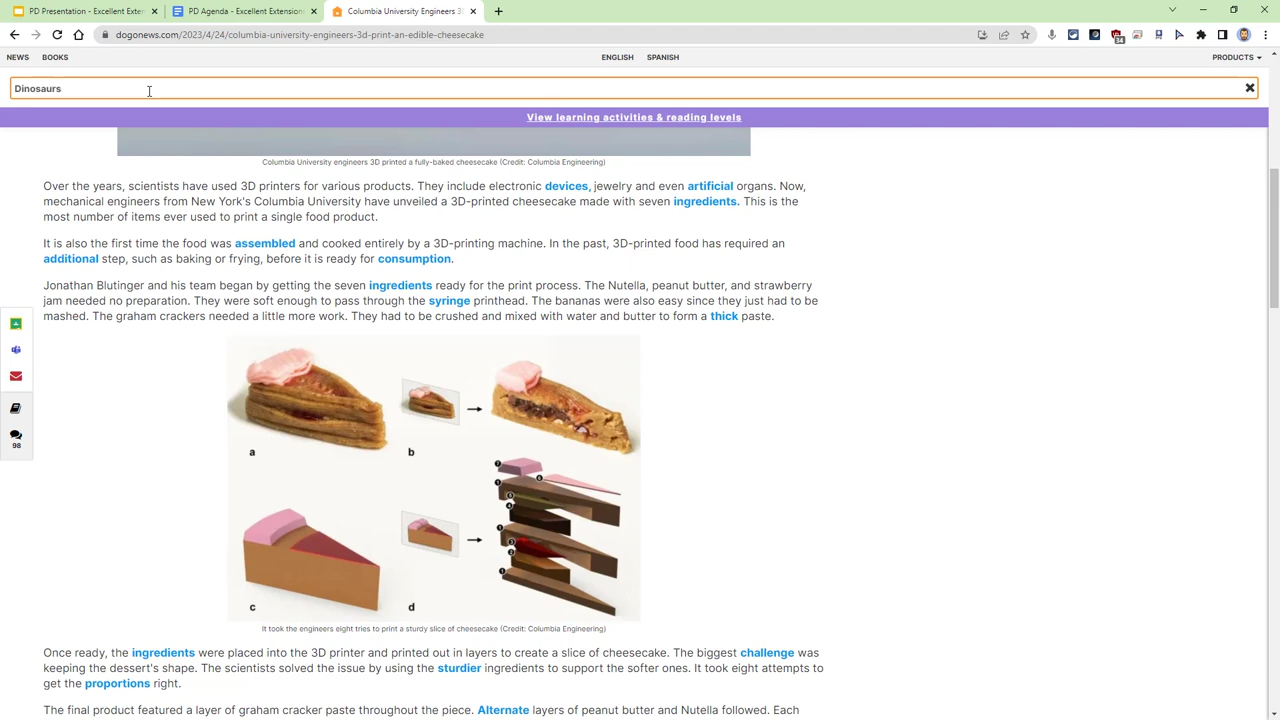 PD Presentation - Excellent Exten
PD Agenda - Excellent Extension
Columbia University Engineers 3
dogonews.com/2023/4/24/columbia-university-engineers-3d-print-an-edible-cheesecake
34
NEWS BOOKS ENGLISH SPANISH PRODUCTS
Dinosaurs
View learning activities & reading levels
Columbia University engineers 3D printed a fully-baked cheesecake (Credit: Columbia Engineering)
Over the years, scientists have used 3D printers for various products. They include electronic devices, jewelry and even artificial organs. Now,
mechanical engineers from New York's Columbia University have unveiled a 3D-printed cheesecake made with seven ingredients. This is the
most number of items ever used to print a single food product.
It is also the first time the food was assembled and cooked entirely by a 3D-printing machine. In the past, 3D-printed food has required an
additional step, such as baking or frying, before it is ready for consumption.
Jonathan Blutinger and his team began by getting the seven ingredients ready for the print process. The Nutella, peanut butter, and strawberry
jam needed no preparation. They were soft enough to pass through the syringe printhead. The bananas were also easy since they just had to be
mashed. The graham crackers needed a little more work. They had to be crushed and mixed with water and butter to form a thick paste.
98
a
b
c
d
It took the engineers eight tries to print a sturdy slice of cheesecake (Credit: Columbia Engineering)
Once ready, the ingredients were placed into the 3D printer and printed out in layers to create a slice of cheesecake. The biggest challenge was
keeping the dessert's shape. The scientists solved the issue by using the sturdier ingredients to support the softer ones. It took eight attempts to
get the proportions right.
The final product featured a layer of graham cracker paste throughout the piece. Alternate layers of peanut butter and Nutella followed. Each